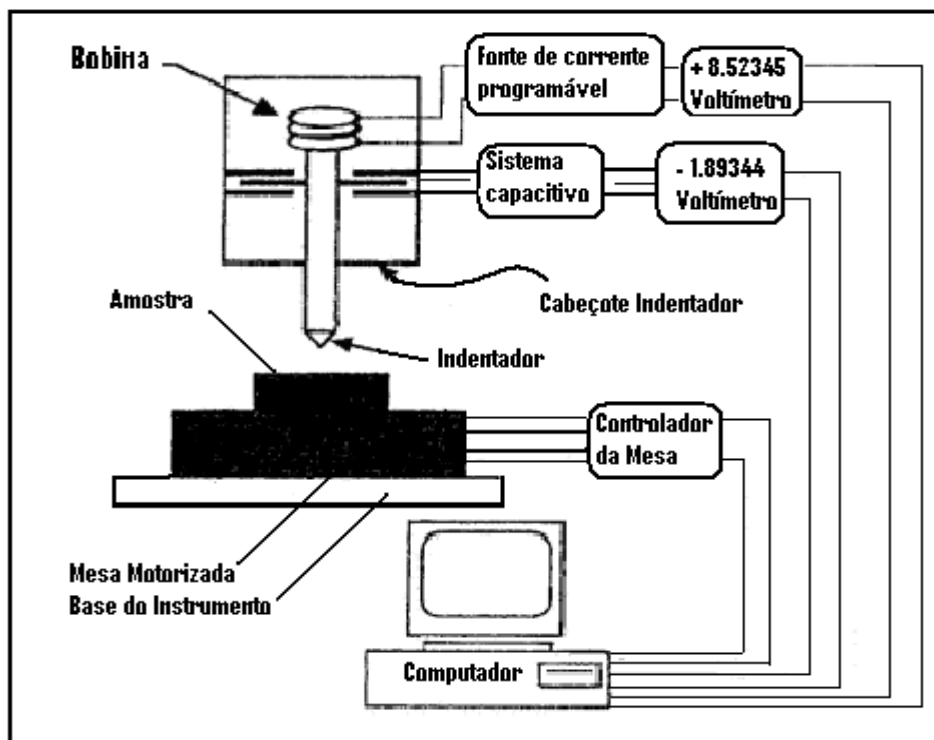 Bobina
Fonte de corrente
programável
+ 8.52345
Voltímetro
Sistema
capacitivo
- 1.89344
Voltímetro
Cabeçote Indentador
Amostra
Indentador
Controlador
da Mesa
Mesa Motorizada
Base do Instrumento
Computador